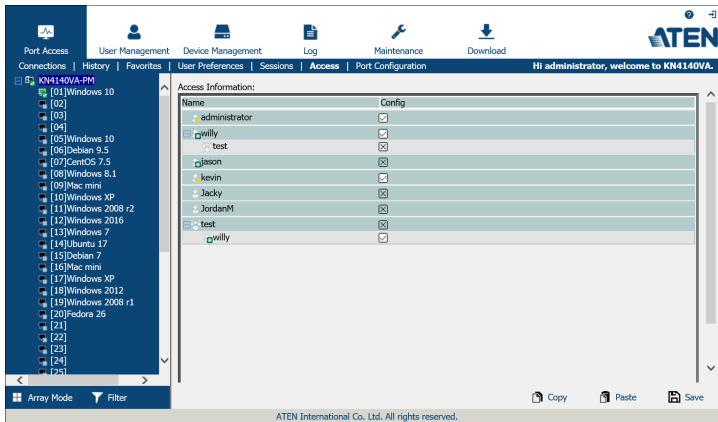 ATEN
Port Access User Management Device Management Log Maintenance Download
Connections | History | Favorites | User Preferences | Sessions | Access | Port Configuration Hi administrator, welcome to KN4140VA.
KN4140VA-PM
[01]Windows 10
[02]
[03]
[04]
[05]Windows 10
[06]Debian 9.5
[07]CentOS 7.5
[08]Windows 8.1
[09]Mac mini
[10]Windows XP
[11]Windows 2008 r2
[12]Windows 2016
[13]Windows 7
[14]Ubuntu 17
[15]Debian 7
[16]Mac mini
[17]Windows XP
[18]Windows 2012
[19]Windows 2008 r1
[20]Fedora 26
[21]
[22]
[23]
[24]
[25]
Array Mode Filter
Access Information:
Name Config
administrator
willy
test
jason
kevin
Jacky
JordanM
test
willy
Copy Paste Save
ATEN International Co. Ltd. All rights reserved.